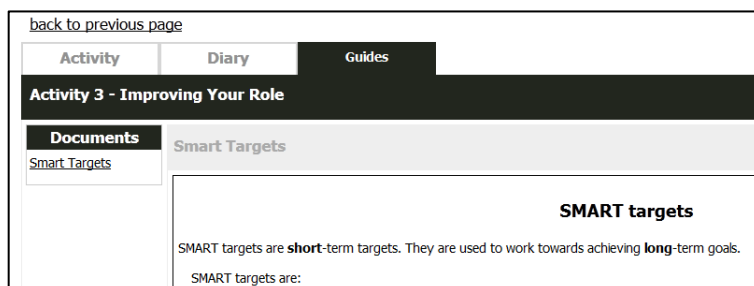 back to previous page
Activity
Diary
Guides
Activity 3 - Improving Your Role
Documents
Smart Targets
Smart Targets
SMART targets
SMART targets are short-term targets. They are used to work towards achieving long-term goals.
SMART targets are: